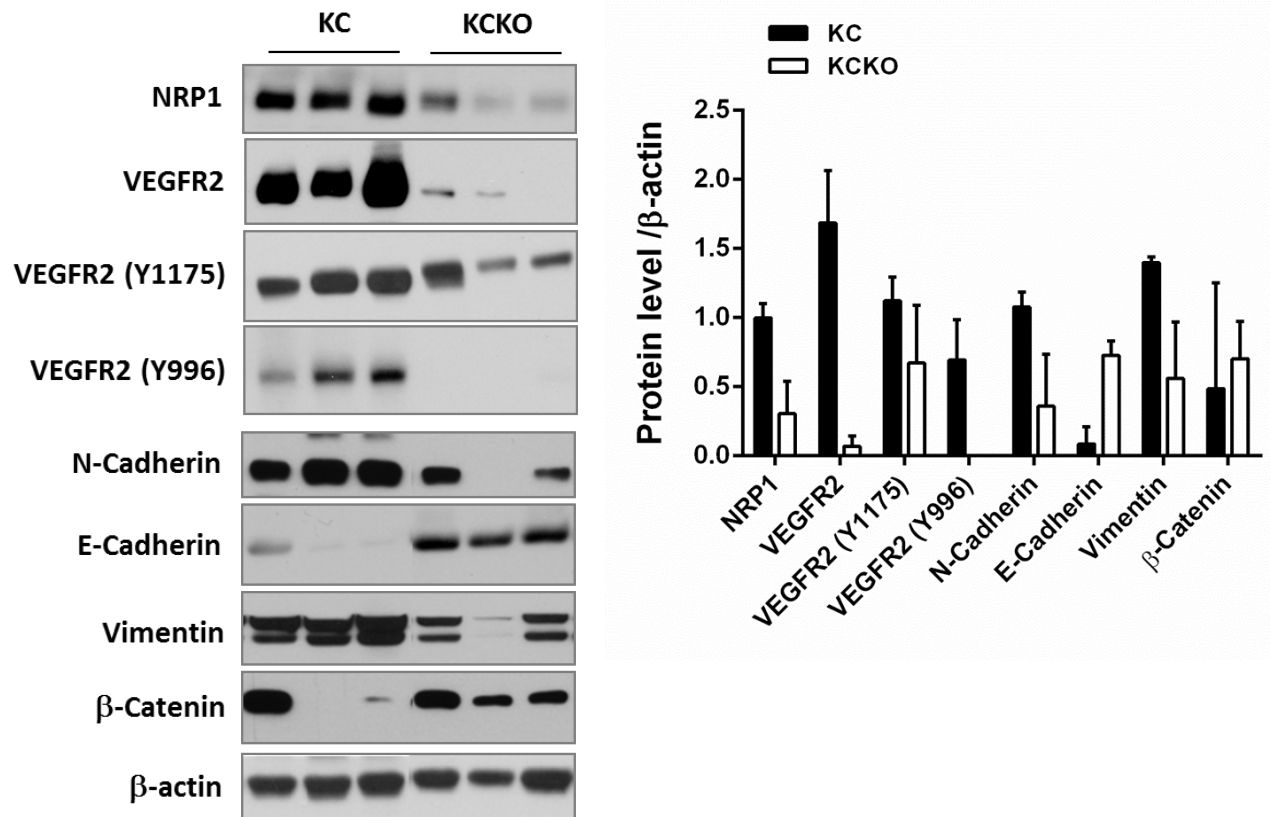 KC KCKO
NRP1
VEGFR2
VEGFR2 (Y1175)
VEGFR2 (Y996)
N-Cadherin
E-Cadherin
Vimentin
β-Catenin
β-actin
KC
KCKO
Protein level /β-actin
2.5
2.0
1.5
1.0
0.5
0.0
NRP1
VEGFR2
VEGFR2 (Y1175)
VEGFR2 (Y996)
N-Cadherin
E-Cadherin
Vimentin
β-Catenin